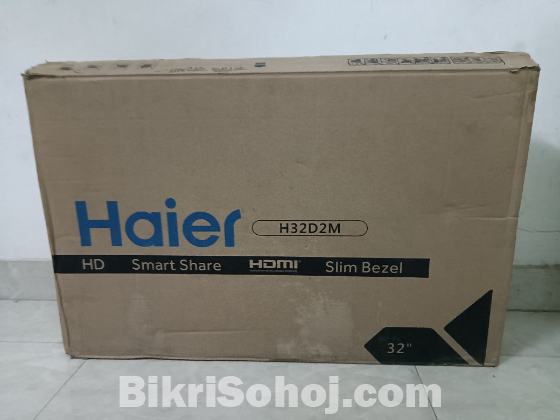 Haier H32D2M
HD Smart Share HDMI Slim Bezel
32"
BikriSohoj.com